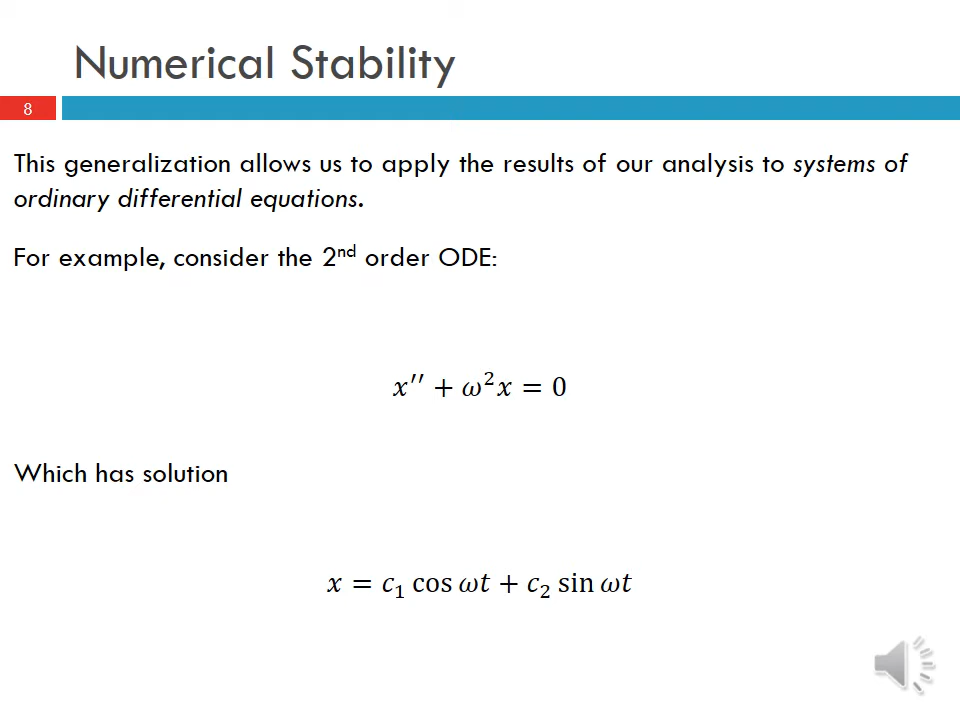 Numerical Stability
8
This generalization allows us to apply the results of our analysis to systems of
ordinary differential equations.
For example, consider the 2nd order ODE:
x′′ + ω²x = 0
Which has solution
x = c₁ cos ωt + c₂ sin ωt